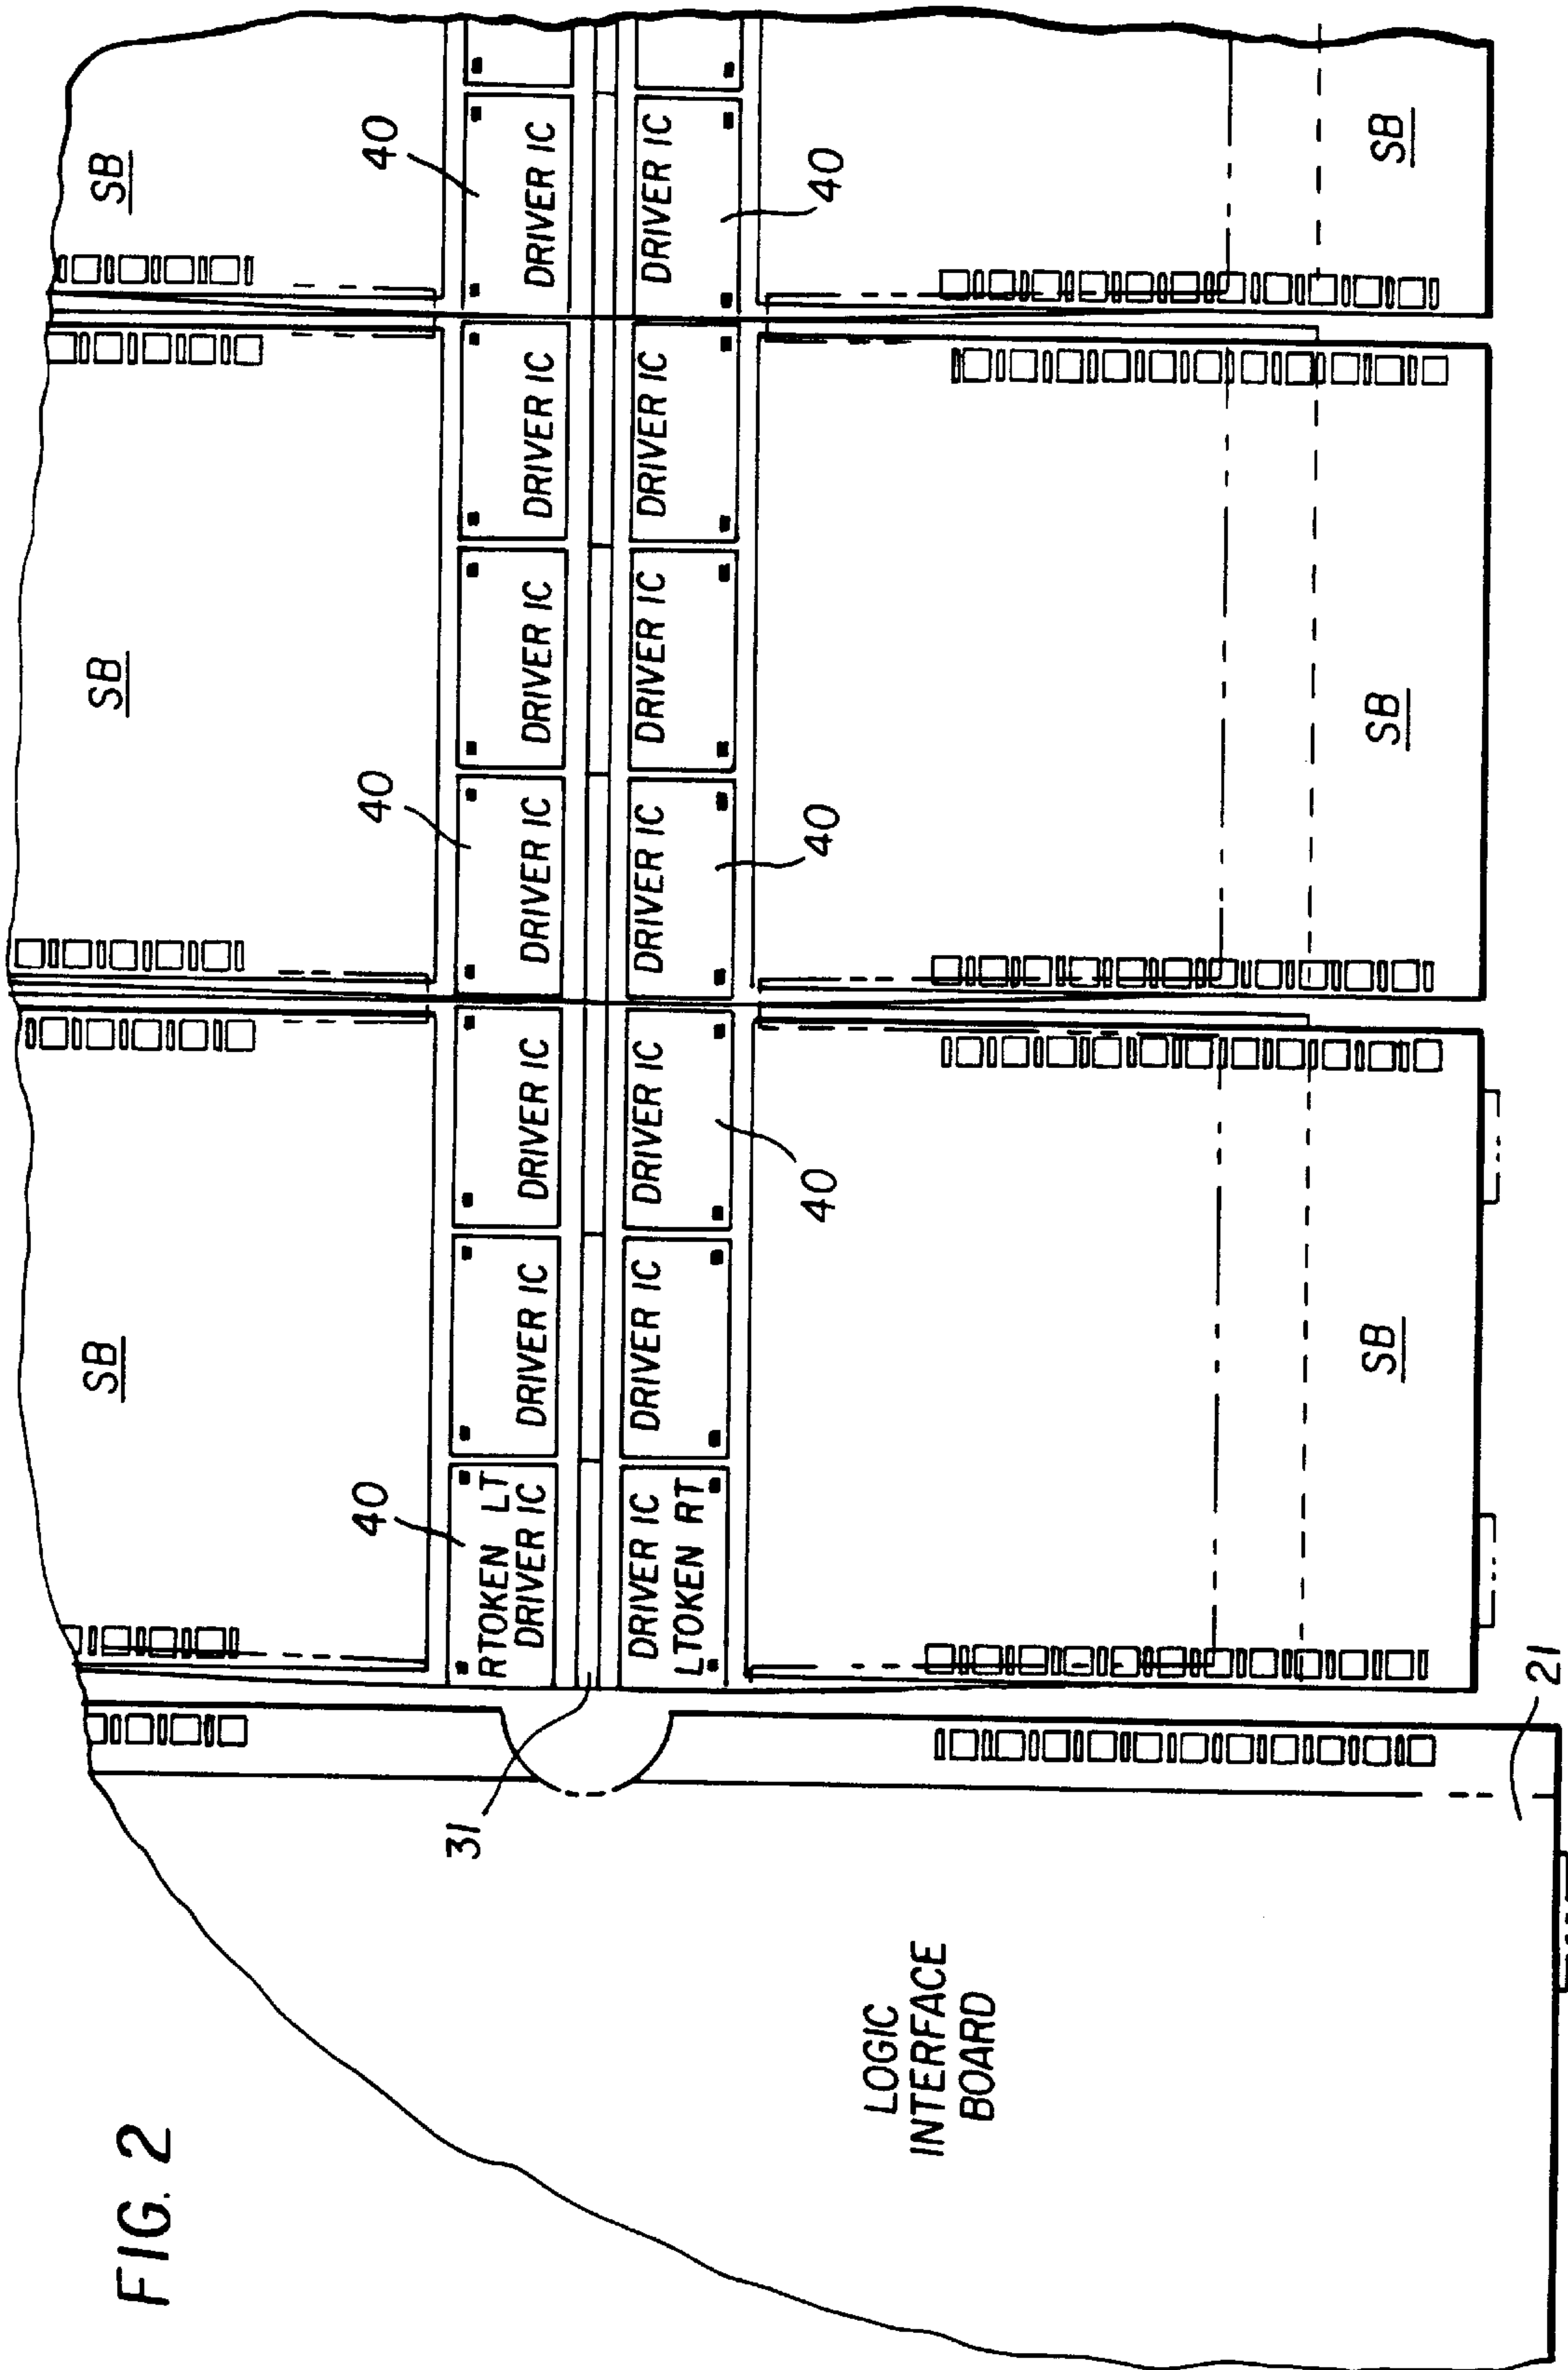 FIG. 2
SB
SB
SB
40
40
40
RTOKEN LT
DRIVER IC
DRIVER IC
DRIVER IC
DRIVER IC
DRIVER IC
DRIVER IC
DRIVER IC
31
DRIVER IC
LTOKEN RT
DRIVER IC
DRIVER IC
DRIVER IC
DRIVER IC
DRIVER IC
DRIVER IC
40
40
40
LOGIC
INTERFACE
BOARD
SB
SB
SB
21